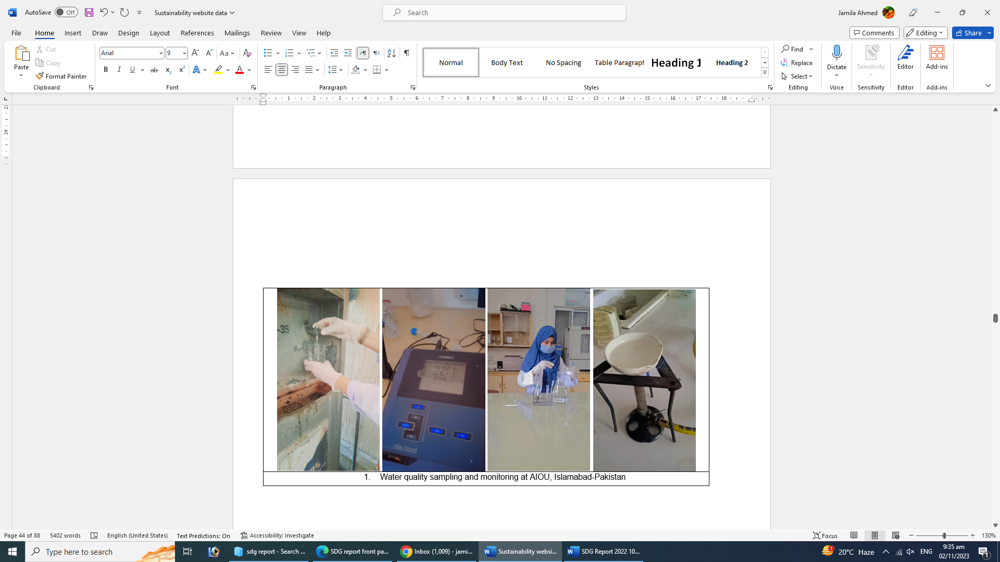 AutoSave Off Sustainability website data Search Jamila Ahmed
File Home Insert Draw Design Layout References Mailings Review View Help Comments Editing Share
Paste Cut Copy Format Painter Clipboard
Arial 9 Font
Paragraph
Normal Body Text No Spacing Table Paragraph Heading 1 Heading 2 Styles
Find Replace Select Editing
Dictate Voice
Sensitivity Sensitivity
Editor Editor
Add-ins Add-ins
1 2 3 4 5 6 7 8 9 10 11 12 13 14 15 16 17 18
23
24
-35
1. Water quality sampling and monitoring at AIOU, Islamabad-Pakistan
Page 44 of 88 5402 words English (United States) Text Predictions: On Accessibility: Investigate Focus 130%
Type here to search sdg report - Search ... SDG report front pa... Inbox (1,009) - jami... Sustainability websi... SDG Report 2022 10... 20°C Haze ENG 9:35 am
02/11/2023